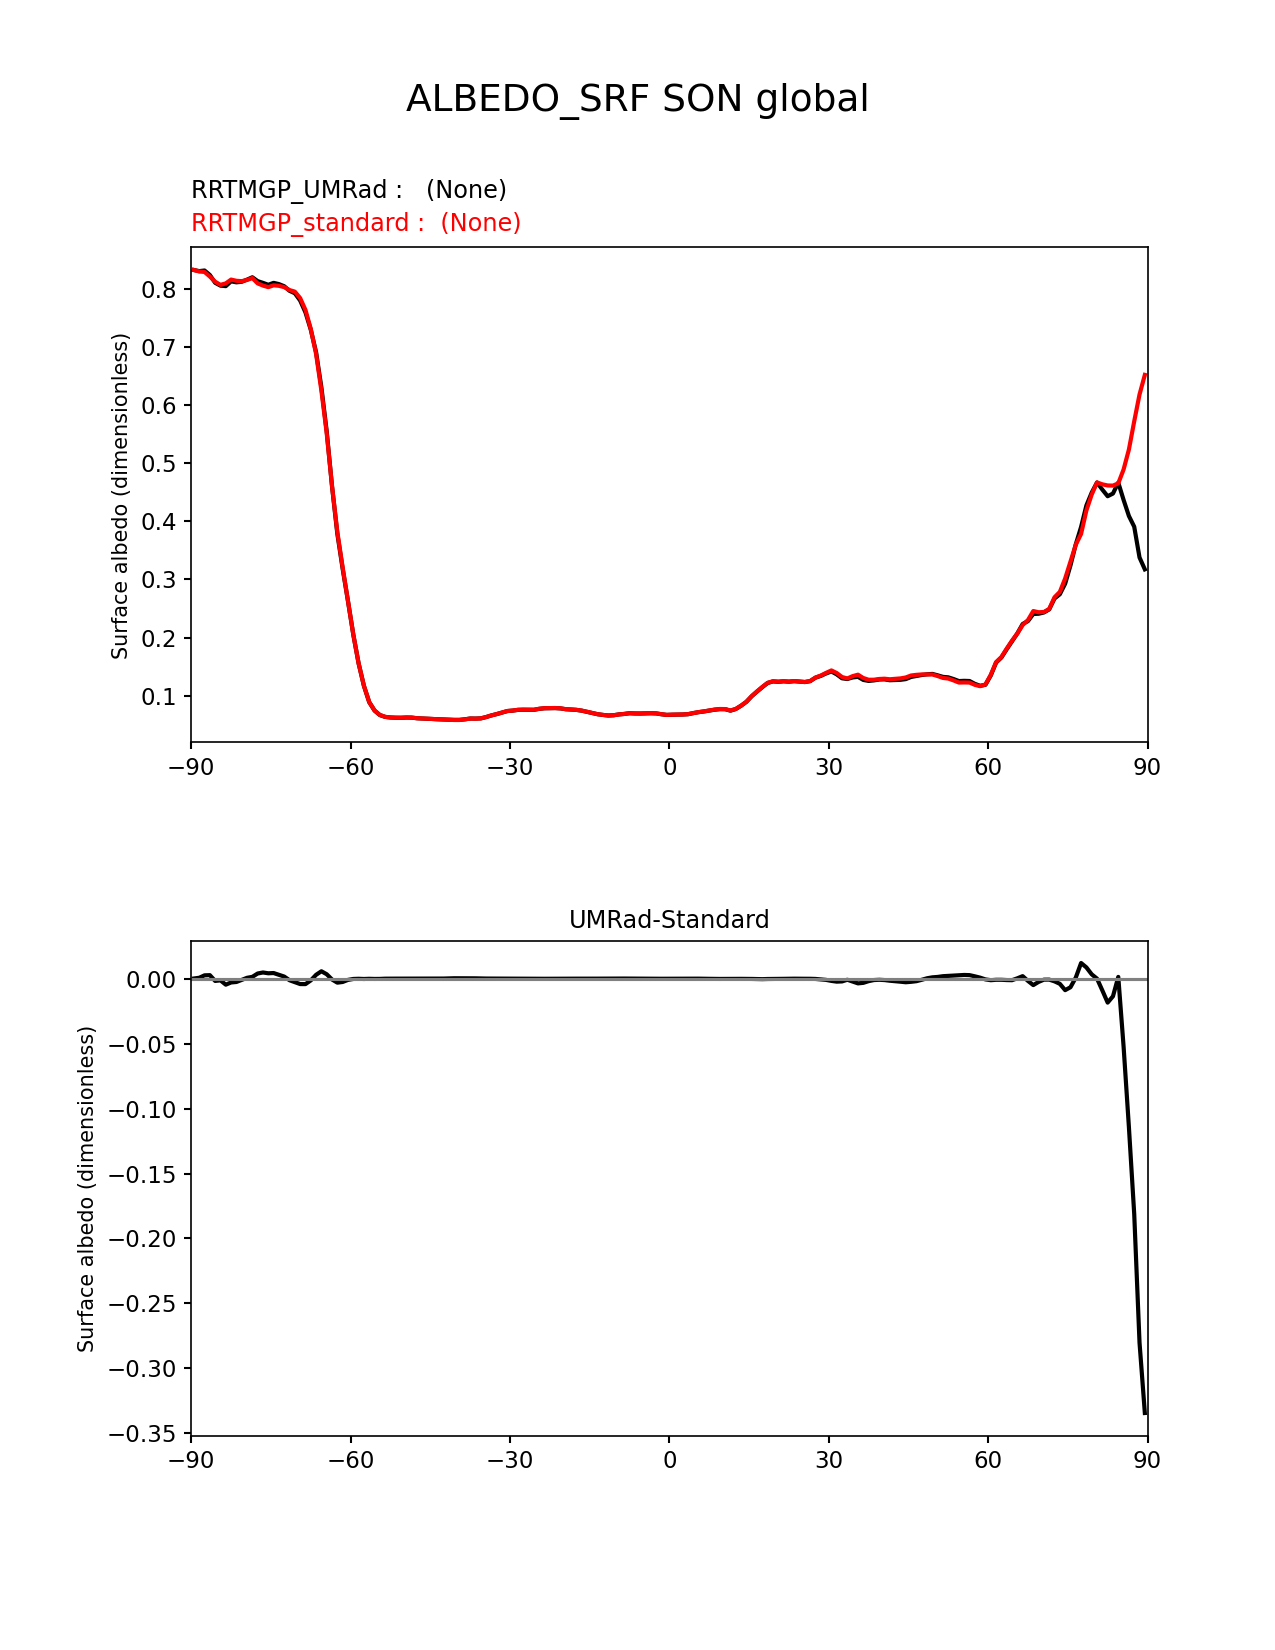 ALBEDO_SRF SON global
RRTMGP_UMRad :   (None)
RRTMGP_standard :  (None)
Surface albedo (dimensionless)
0.8
0.7
0.6
0.5
0.4
0.3
0.2
0.1
−90 −60 −30 0 30 60 90
UMRad-Standard
Surface albedo (dimensionless)
0.00
−0.05
−0.10
−0.15
−0.20
−0.25
−0.30
−0.35
−90 −60 −30 0 30 60 90